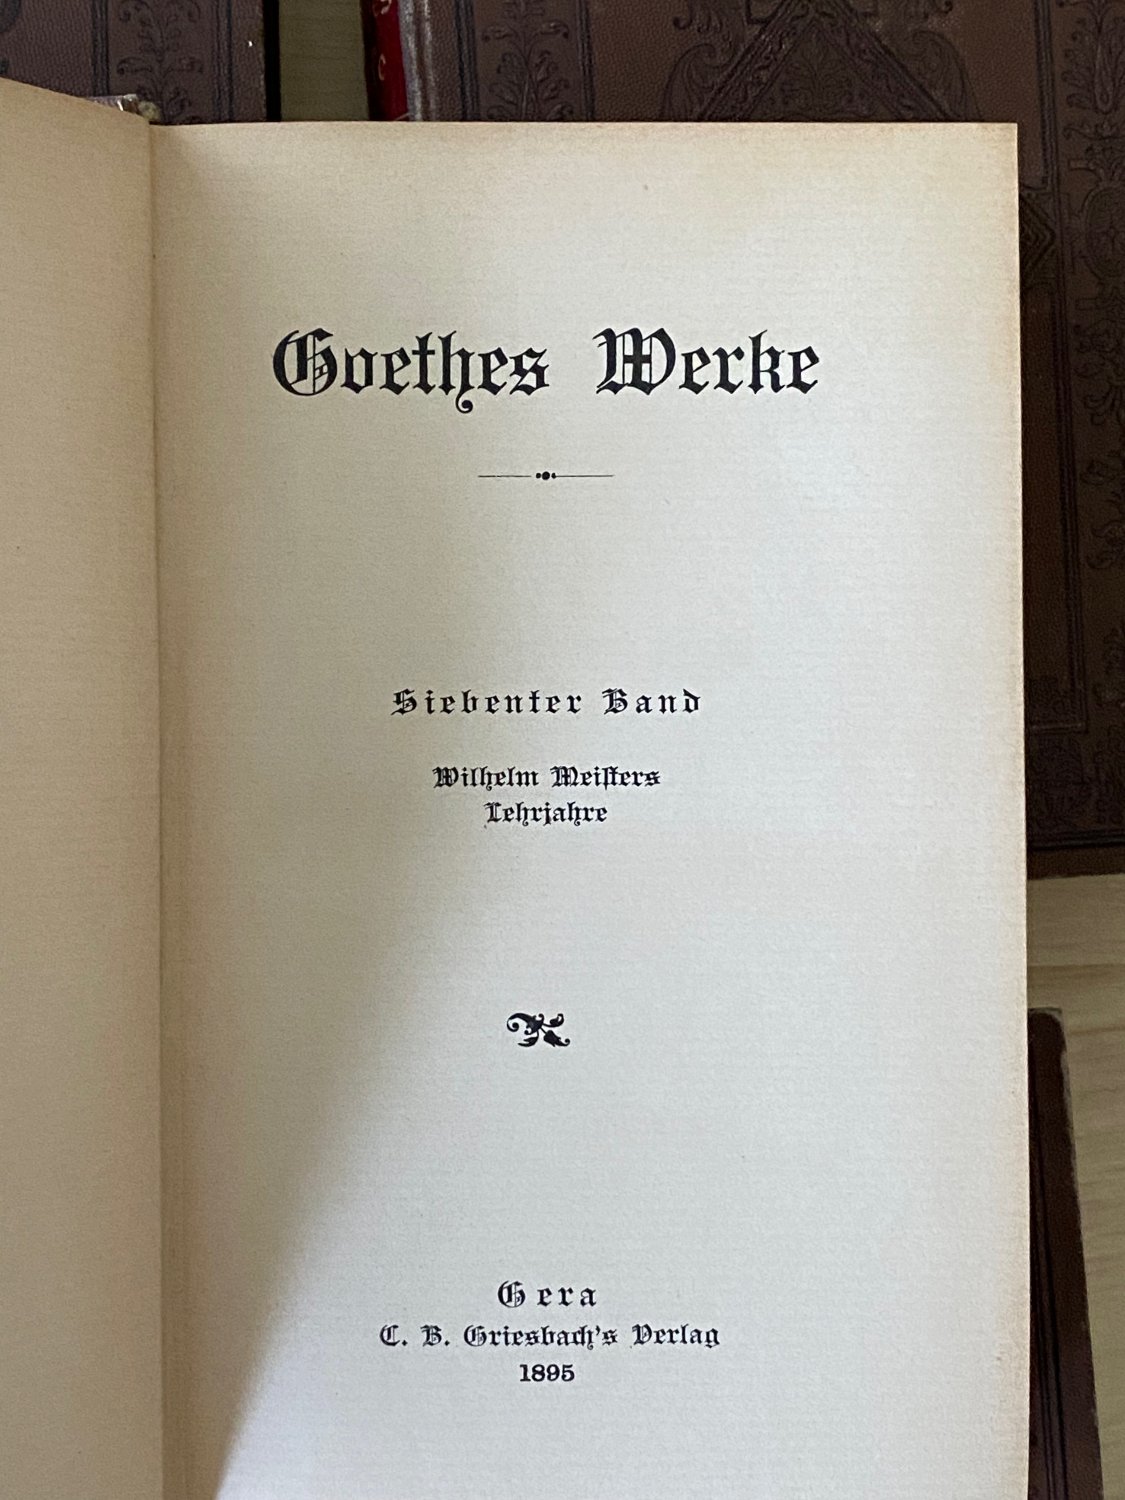 Goethes Werke
Siebenter Band
Wilhelm Meiſters
Lehrjahre
Gera
C. B. Griesbach's Verlag
1895